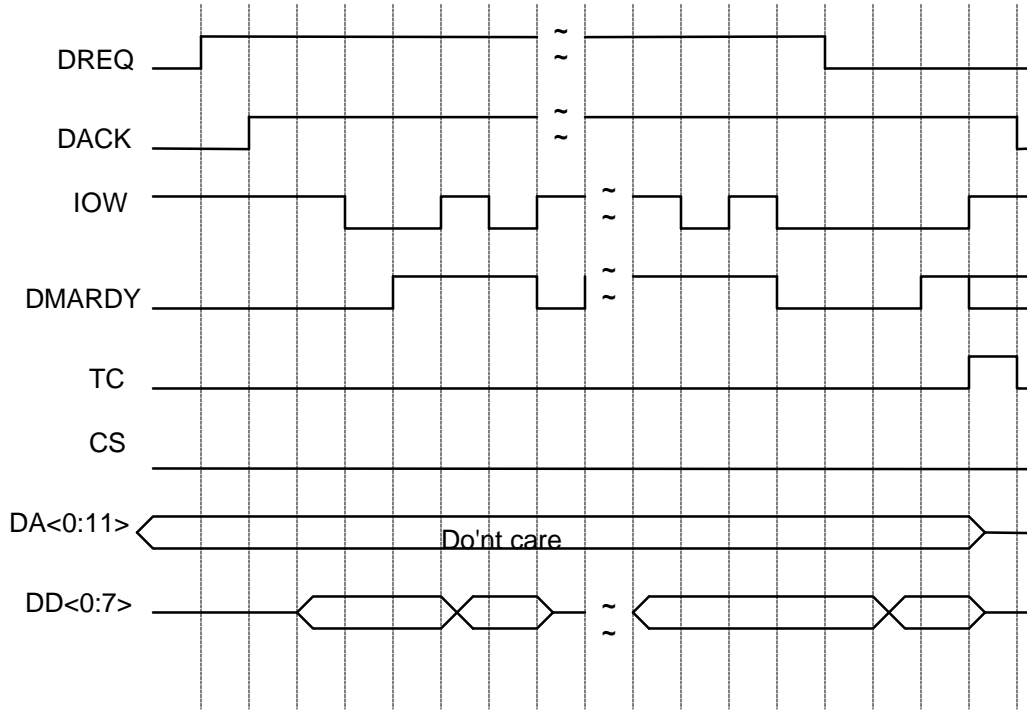 DREQ
~
~
DACK
~
~
IOW
~
~
DMARDY
~
~
TC
CS
DA<0:11>
Do'nt care
DD<0:7>
~
~